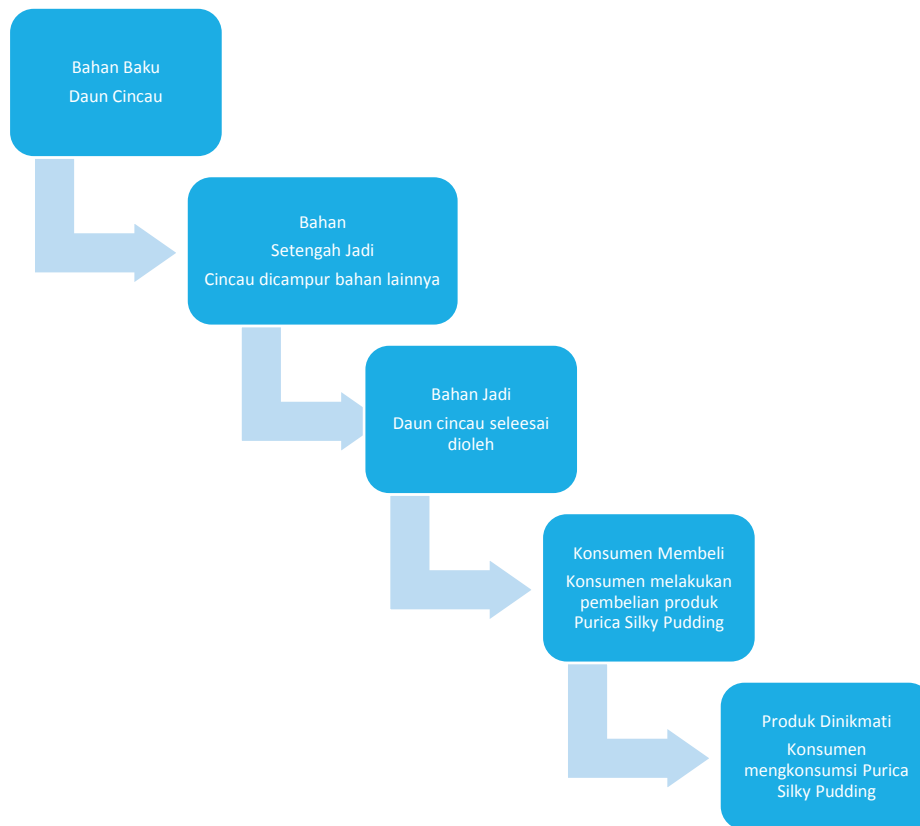 Bahan Baku
Daun Cincau
Bahan
Setengah Jadi
Cincau dicampur bahan lainnya
Bahan Jadi
Daun cincau seleesai
dioleh
Konsumen Membeli
Konsumen melakukan
pembelian produk
Purica Silky Pudding
Produk Dinikmati
Konsumen
mengkonsumsi Purica
Silky Pudding